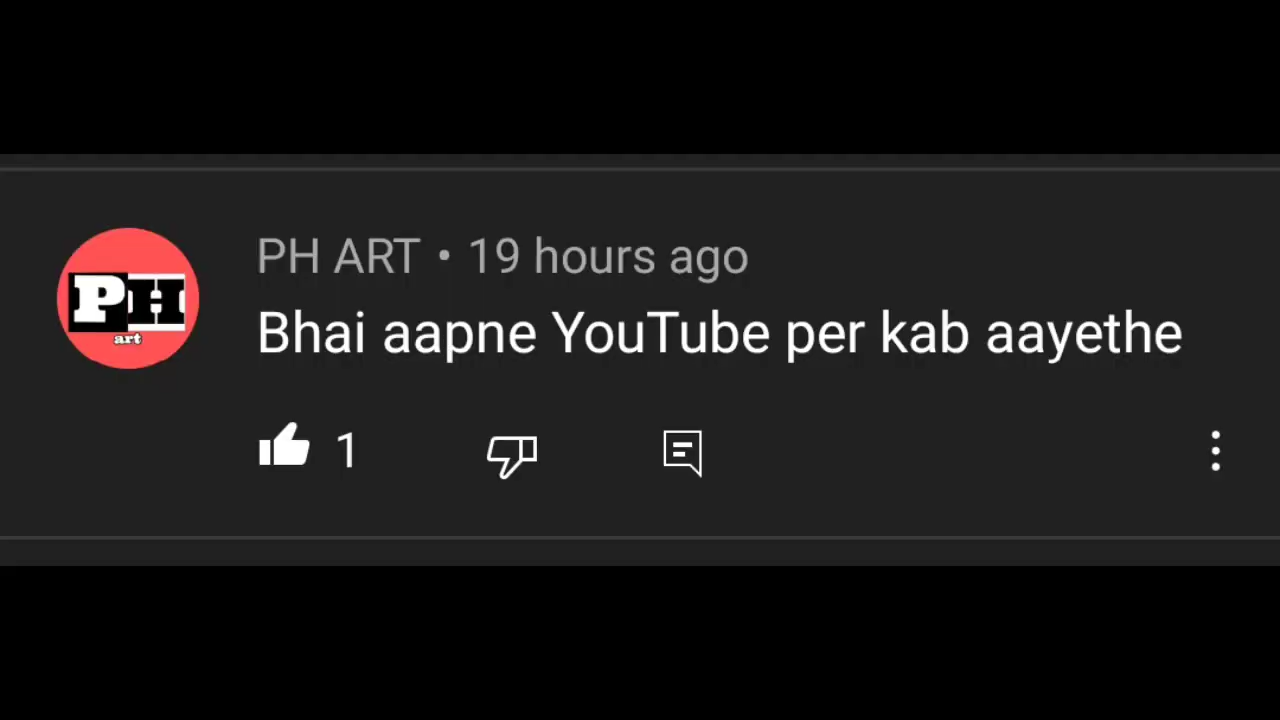 PH
art
PH ART • 19 hours ago
Bhai aapne YouTube per kab aayethe
1